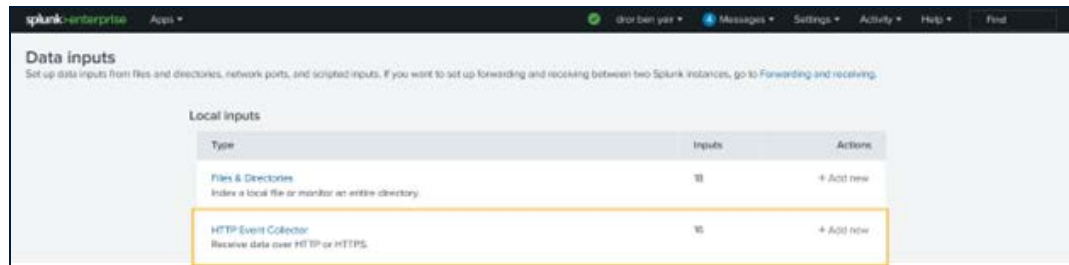 splunk>enterprise Apps dror ben yair 4 Messages Settings Activity Help Find
Data inputs
Set up data inputs from files and directories, network ports, and scripted inputs. If you want to set up forwarding and receiving between two Splunk instances, go to Forwarding and receiving.
Local inputs
Type Inputs Actions
Files & Directories 18 + Add new
Index a local file or monitor an entire directory.
HTTP Event Collector 16 + Add new
Receive data over HTTP or HTTPS.